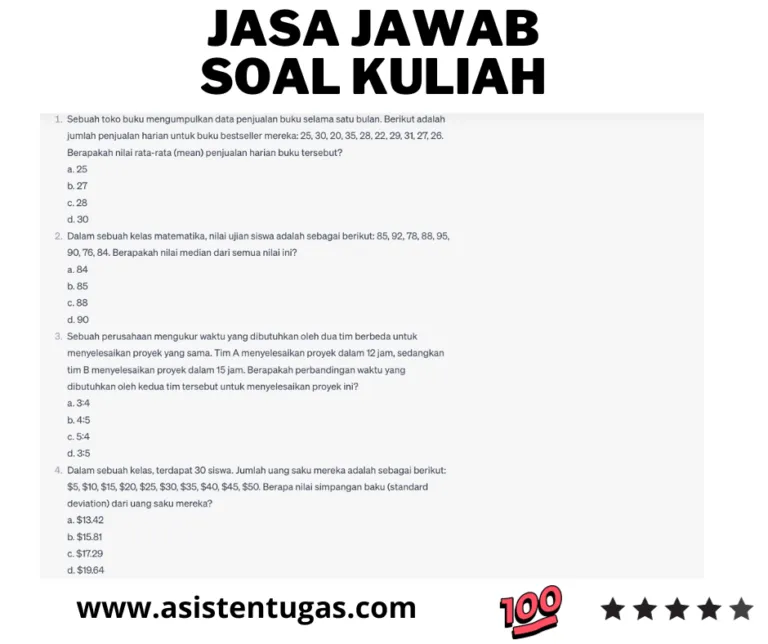 JASA JAWAB
SOAL KULIAH
1. Sebuah toko buku mengumpulkan data penjualan buku selama satu bulan. Berikut adalah
jumlah penjualan harian untuk buku bestseller mereka: 25, 30, 20, 35, 28, 22, 29, 31, 27, 26.
Berapakah nilai rata-rata (mean) penjualan harian buku tersebut?
a. 25
b. 27
c. 28
d. 30
2. Dalam sebuah kelas matematika, nilai ujian siswa adalah sebagai berikut: 85, 92, 78, 88, 95,
90, 76, 84. Berapakah nilai median dari semua nilai ini?
a. 84
b. 85
c. 88
d. 90
3. Sebuah perusahaan mengukur waktu yang dibutuhkan oleh dua tim berbeda untuk
menyelesaikan proyek yang sama. Tim A menyelesaikan proyek dalam 12 jam, sedangkan
tim B menyelesaikan proyek dalam 15 jam. Berapakah perbandingan waktu yang
dibutuhkan oleh kedua tim tersebut untuk menyelesaikan proyek ini?
a. 3:4
b. 4:5
c. 5:4
d. 3:5
4. Dalam sebuah kelas, terdapat 30 siswa. Jumlah uang saku mereka adalah sebagai berikut:
$5, $10, $15, $20, $25, $30, $35, $40, $45, $50. Berapa nilai simpangan baku (standard
deviation) dari uang saku mereka?
a. $13.42
b. $15.81
c. $17.29
d. $19.64
www.asistentugas.com
100